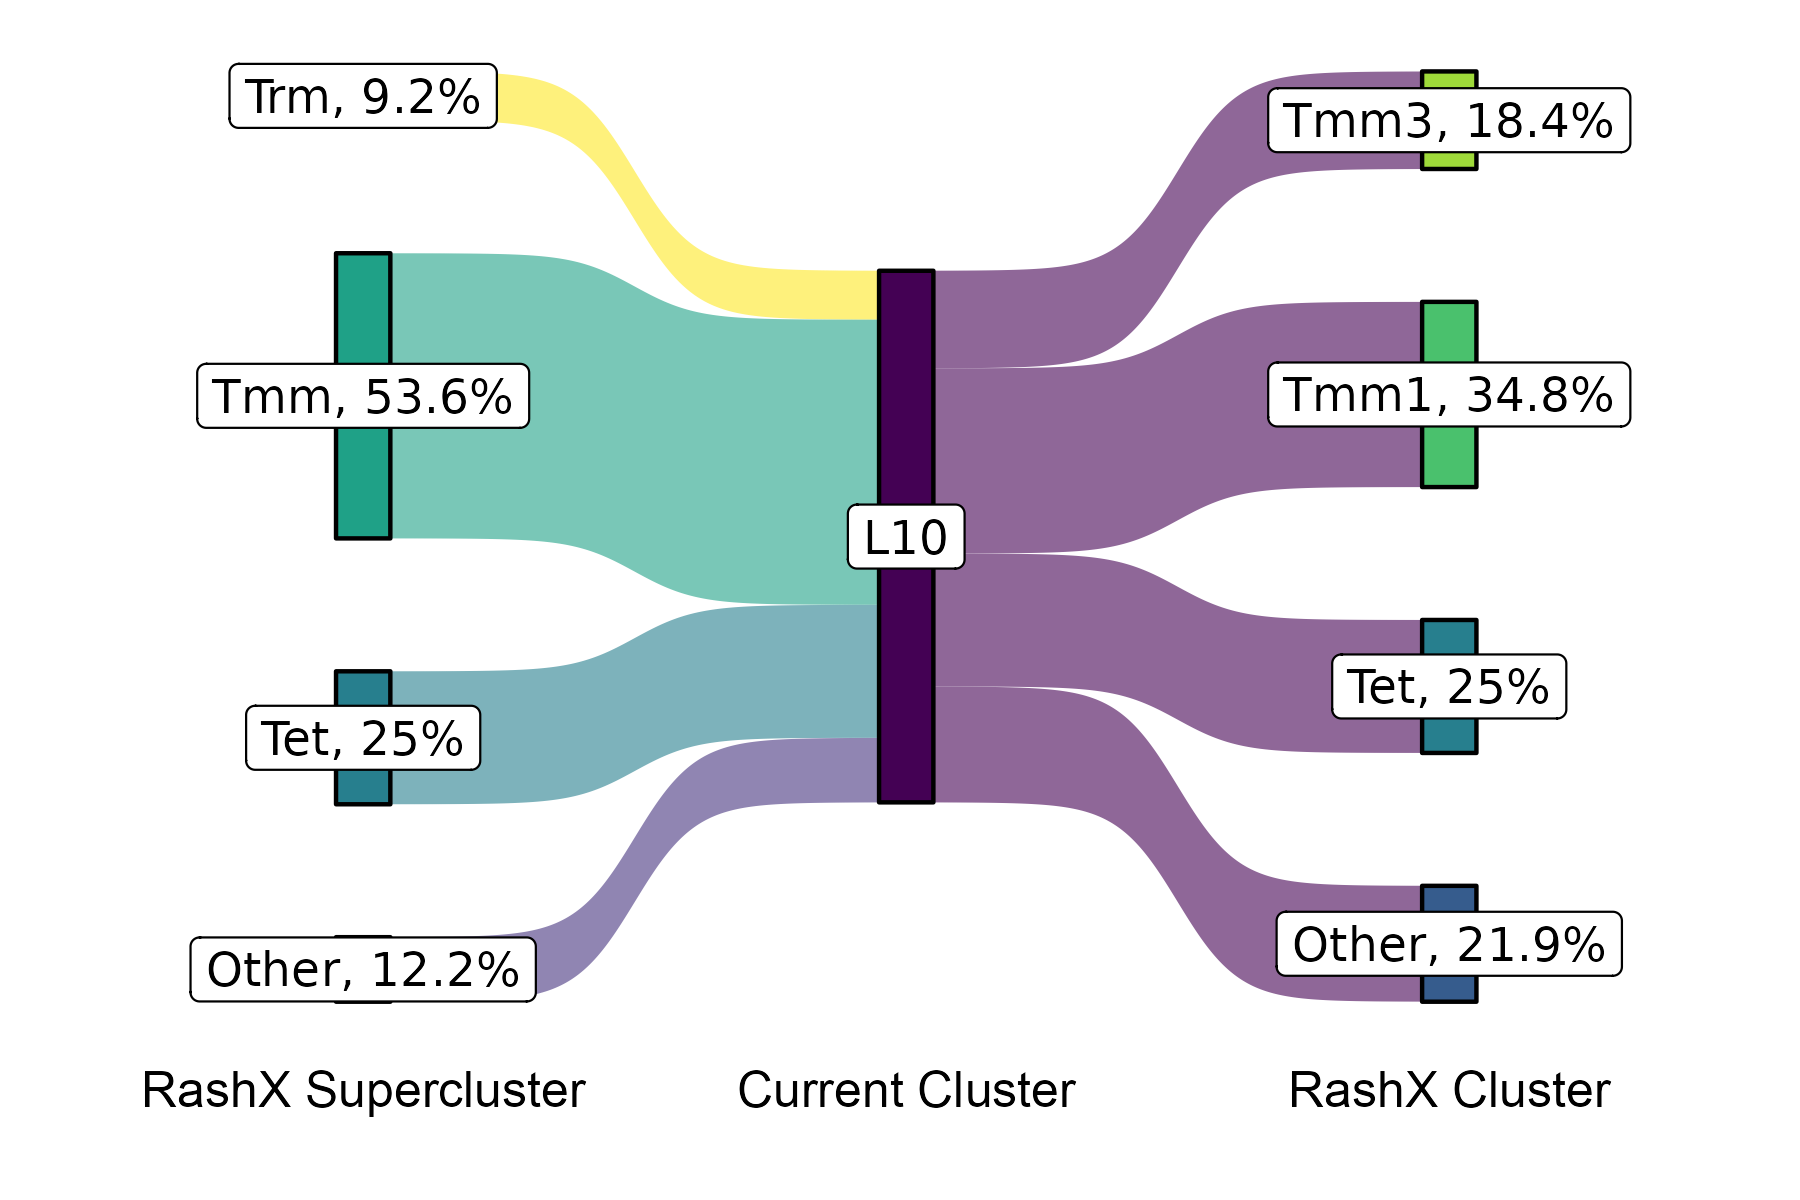 Trm, 9.2%
Tmm, 53.6%
Tet, 25%
Other, 12.2%
L10
Tmm3, 18.4%
Tmm1, 34.8%
Tet, 25%
Other, 21.9%
RashX Supercluster
Current Cluster
RashX Cluster